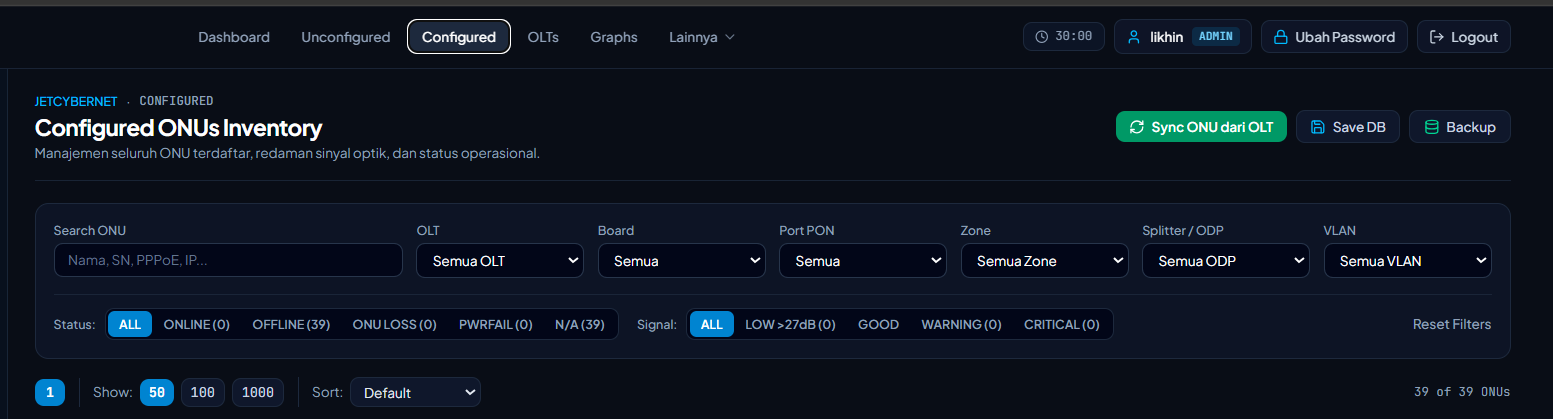 Dashboard Unconfigured Configured OLTs Graphs Lainnya 30:00 likhin ADMIN Ubah Password Logout
JETCYBERNET · CONFIGURED
Configured ONUs Inventory
Manajemen seluruh ONU terdaftar, redaman sinyal optik, dan status operasional.
Sync ONU dari OLT Save DB Backup
Search ONU OLT Board Port PON Zone Splitter / ODP VLAN
Nama, SN, PPPoE, IP... Semua OLT Semua Semua Semua Zone Semua ODP Semua VLAN
Status: ALL ONLINE (0) OFFLINE (39) ONU LOSS (0) PWRFAIL (0) N/A (39) Signal: ALL LOW >27dB (0) GOOD WARNING (0) CRITICAL (0) Reset Filters
1 Show: 50 100 1000 Sort: Default 39 of 39 ONUs